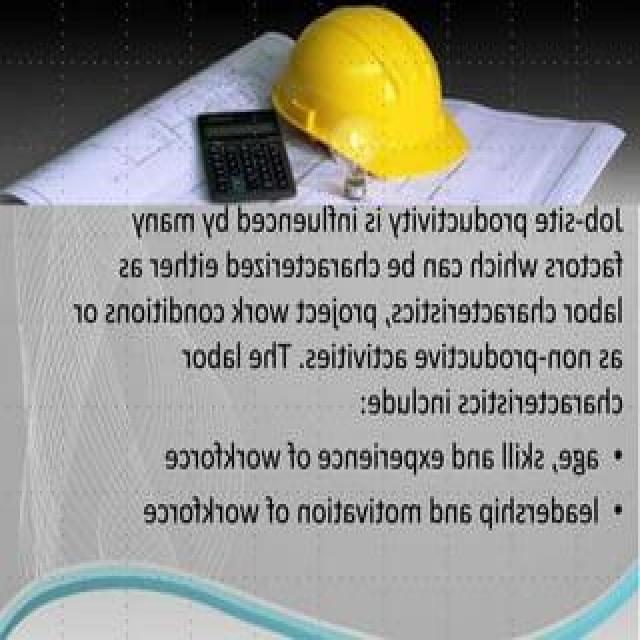 Job-site productivity is influenced by many
factors which can be characterized either as
labor characteristics, project work conditions or
as non-productive activities. The labor
characteristics include:
• age, skill and experience of workforce
• leadership and motivation of workforce